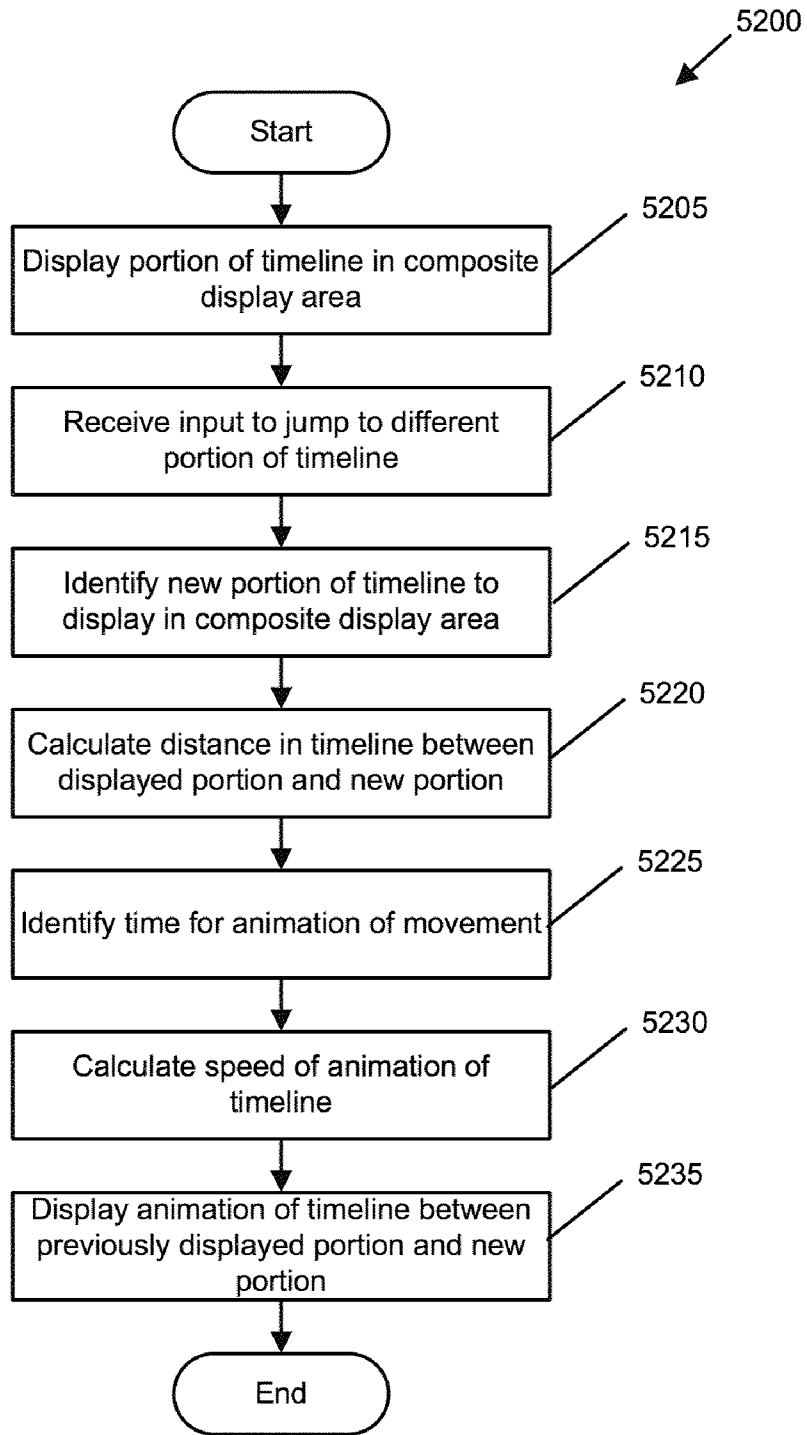 5200
Start
5205
Display portion of timeline in composite
display area
5210
Receive input to jump to different
portion of timeline
5215
Identify new portion of timeline to
display in composite display area
5220
Calculate distance in timeline between
displayed portion and new portion
5225
Identify time for animation of movement
5230
Calculate speed of animation of
timeline
5235
Display animation of timeline between
previously displayed portion and new
portion
End